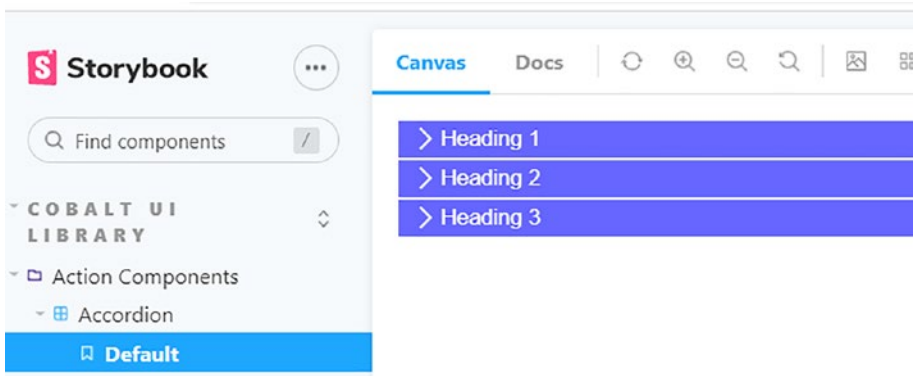 Storybook
Find components
/
COBALT UI
LIBRARY
Action Components
Accordion
Default
Canvas
Docs
Heading 1
Heading 2
Heading 3